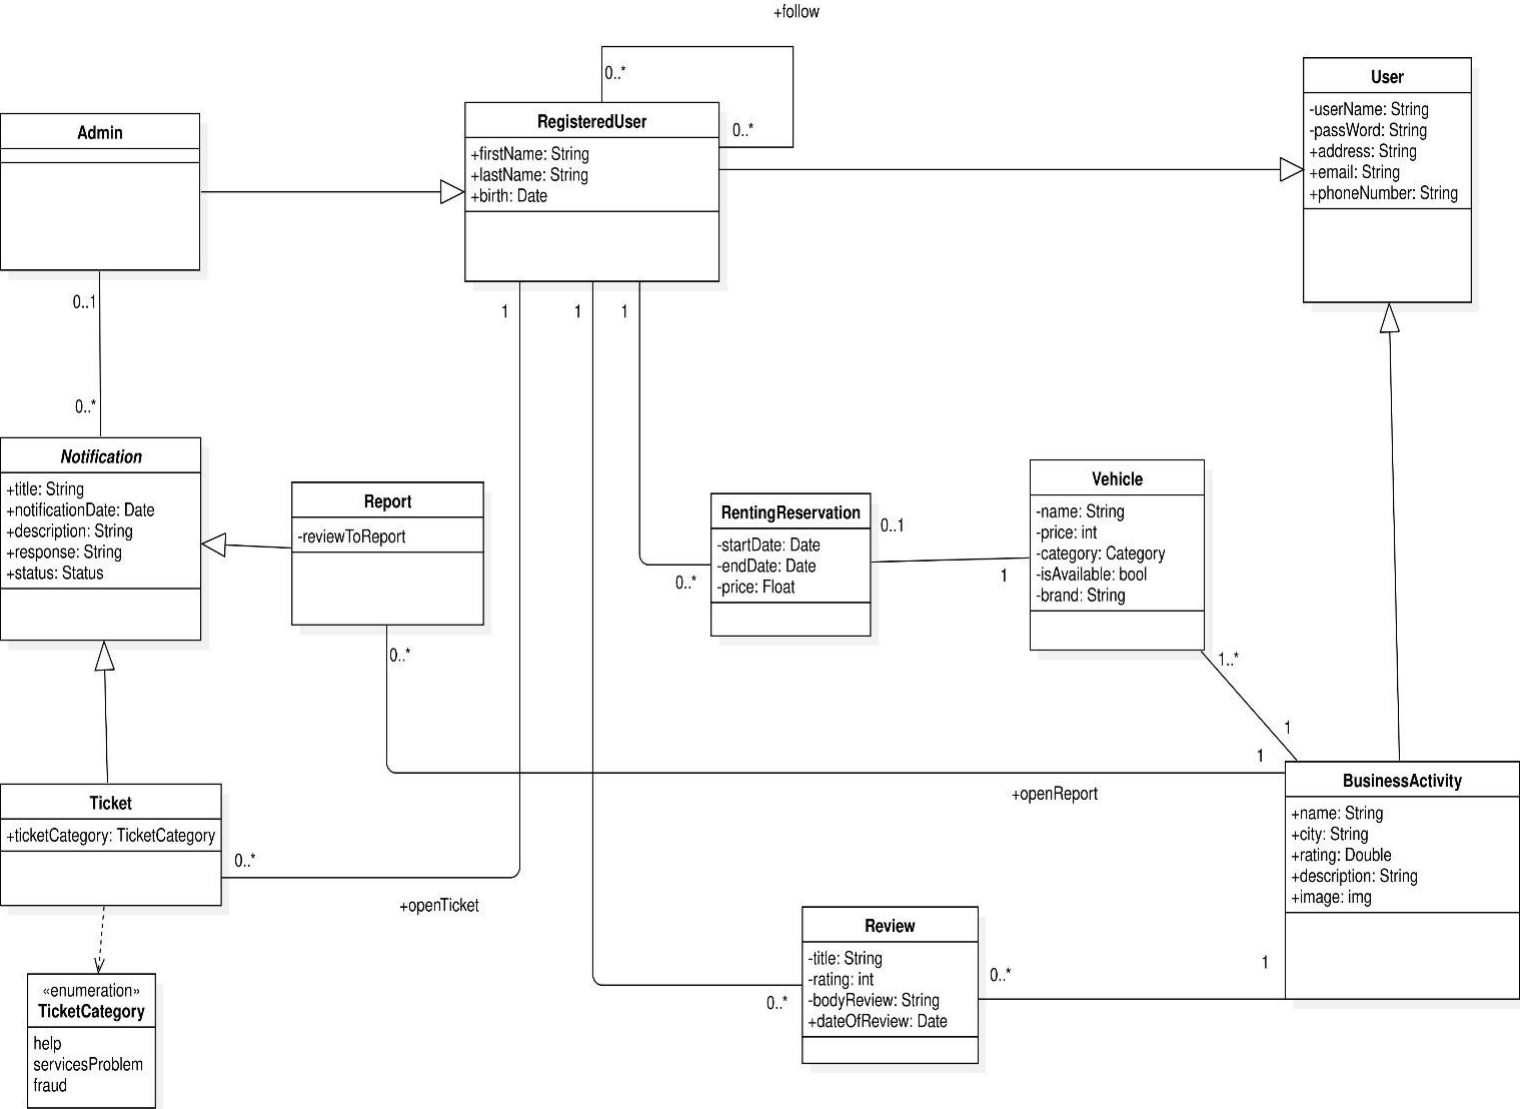 +follow
0..*
0..*
User
-userName: String
-passWord: String
+address: String
+email: String
+phoneNumber: String
Admin
RegisteredUser
+firstName: String
+lastName: String
+birth: Date
0..1
0..*
1
1
1
Notification
+title: String
+notificationDate: Date
+description: String
+response: String
+status: Status
Report
-reviewToReport
0..*
RentingReservation
-startDate: Date
-endDate: Date
-price: Float
0..*
0..1
1
Vehicle
-name: String
-price: int
-category: Category
-isAvailable: bool
-brand: String
1..*
1
1
+openReport
BusinessActivity
+name: String
+city: String
+rating: Double
+description: String
+image: img
Ticket
+ticketCategory: TicketCategory
0..*
+openTicket
Review
-title: String
-rating: int
-bodyReview: String
+dateOfReview: Date
0..*
0..*
1
«enumeration»
TicketCategory
help
servicesProblem
fraud